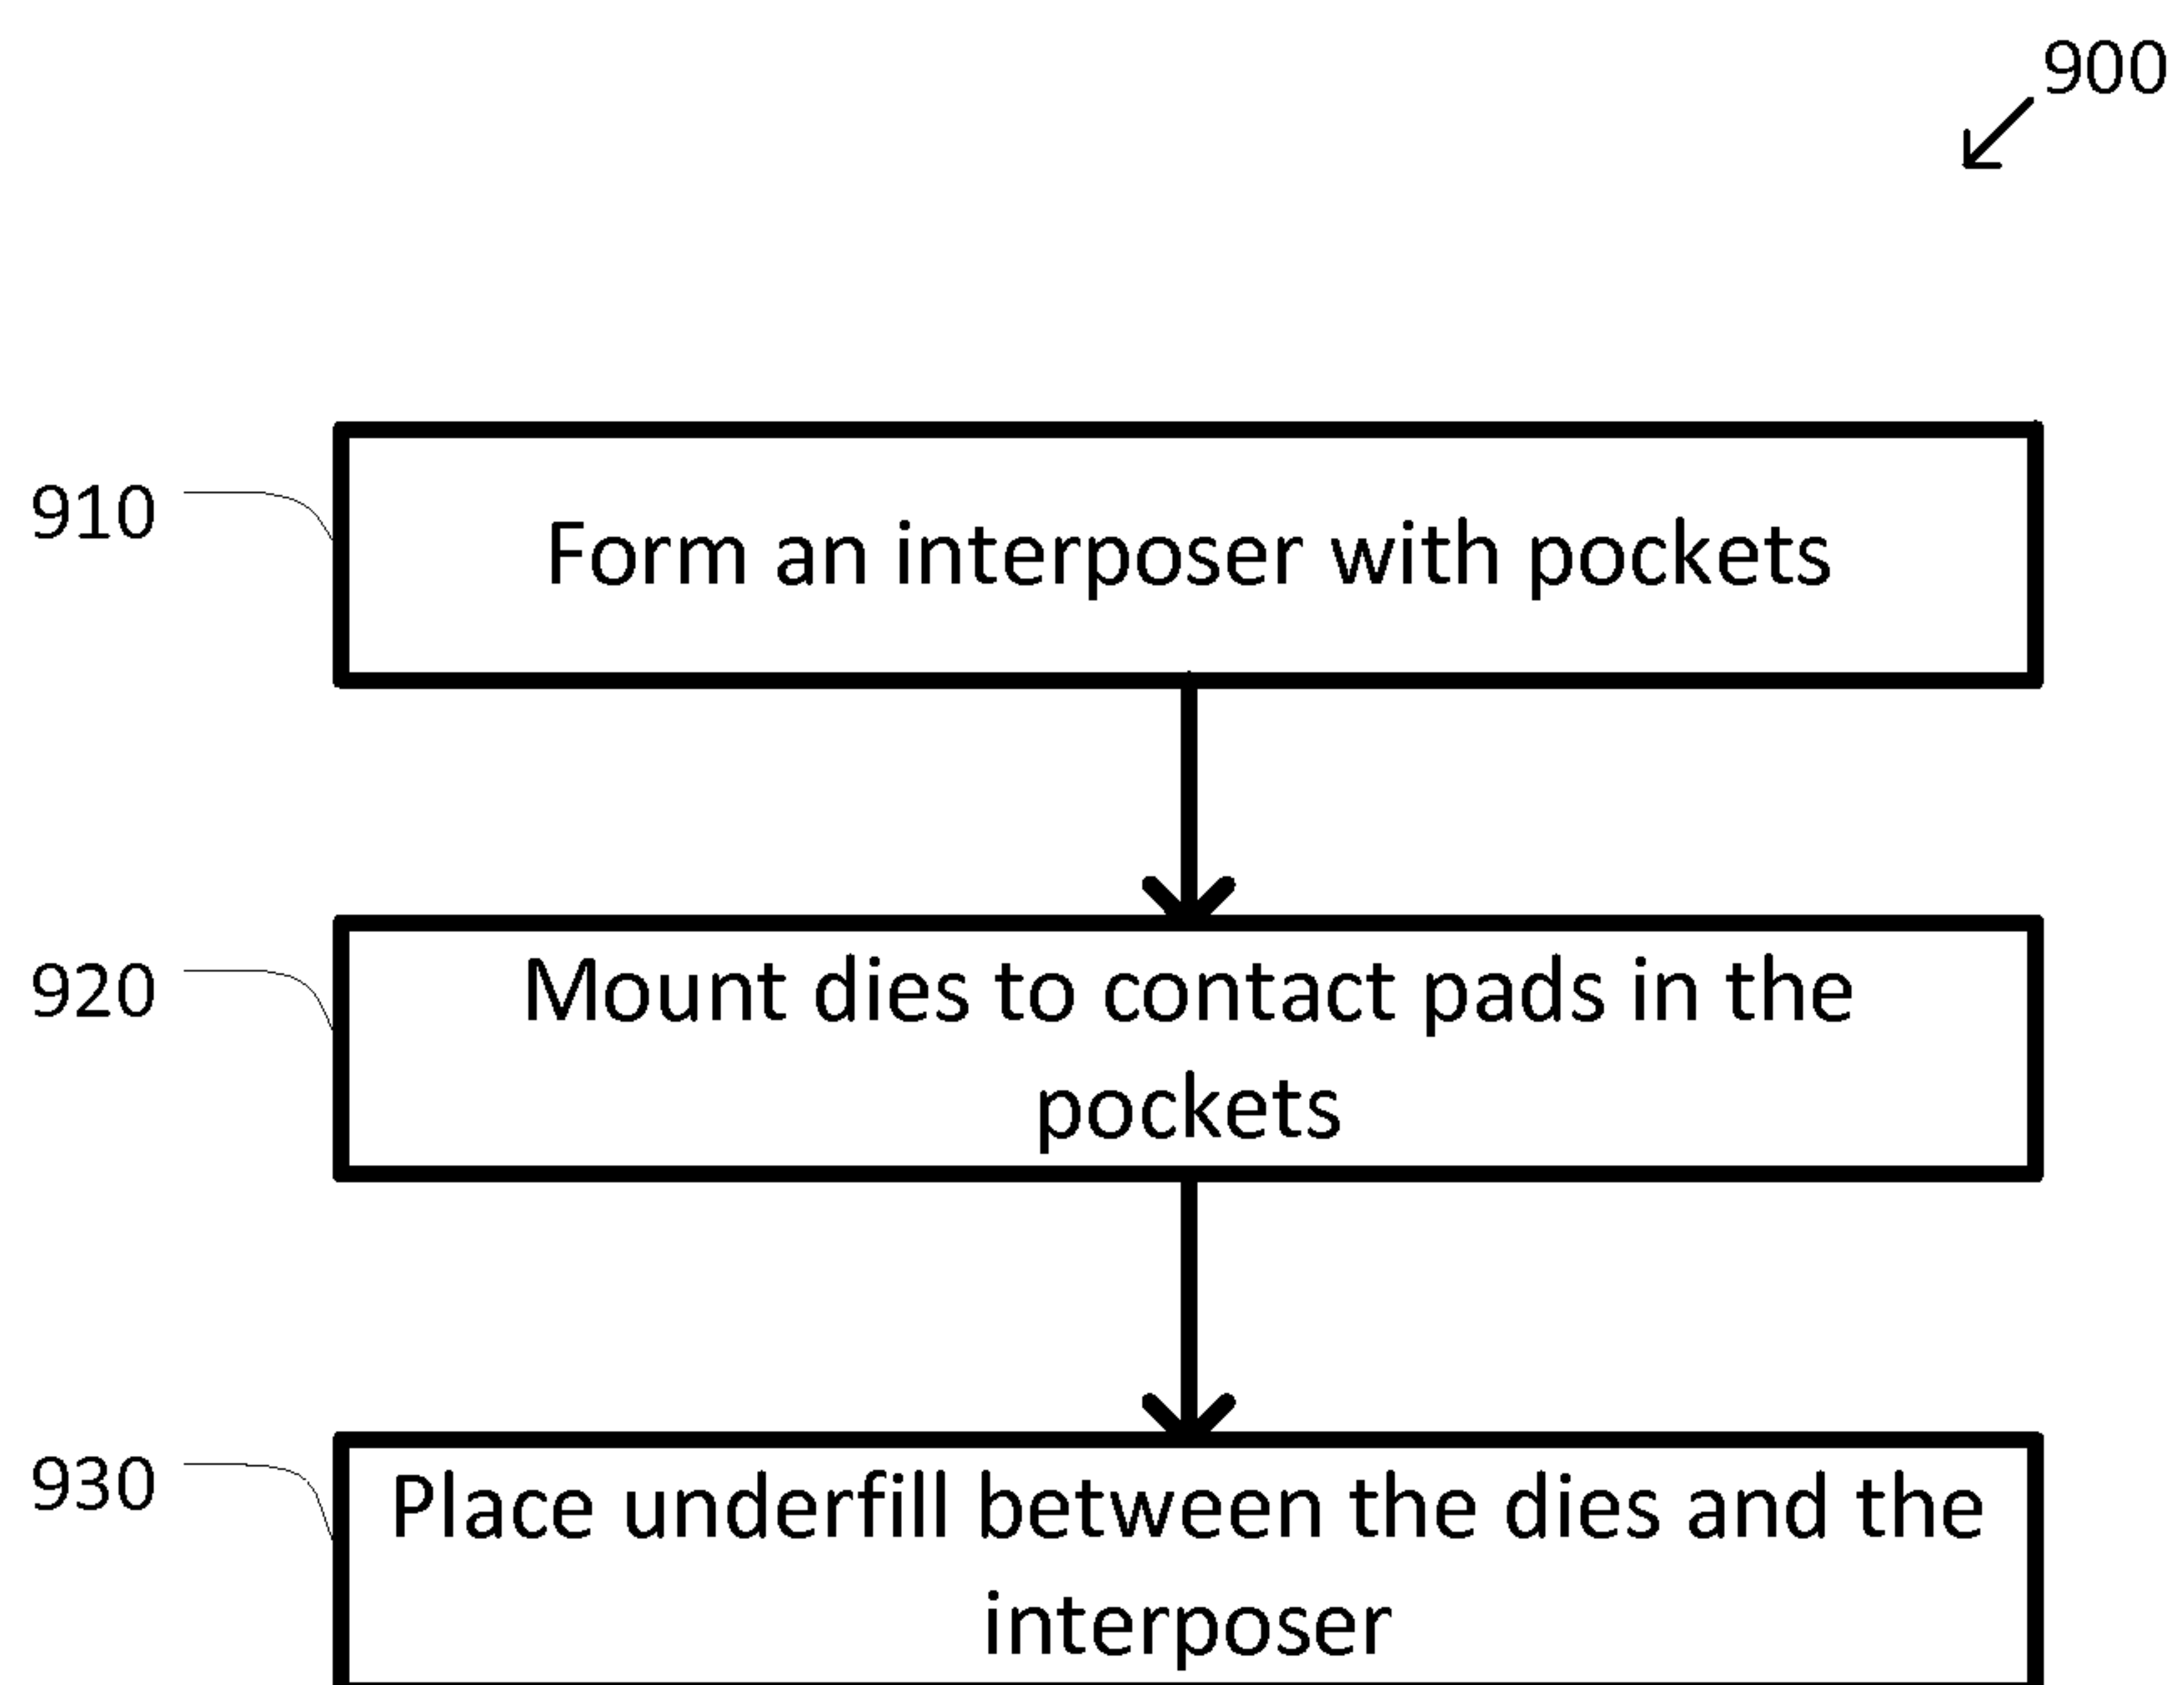 900
910
Form an interposer with pockets
920
Mount dies to contact pads in the
pockets
930
Place underfill between the dies and the
interposer